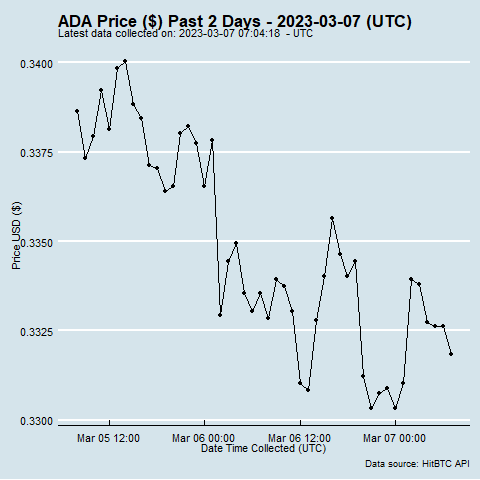 ADA Price ($) Past 2 Days - 2023-03-07 (UTC)
Latest data collected on: 2023-03-07 07:04:18  - UTC
0.3400
0.3375
0.3350
0.3325
0.3300
Price USD ($)
Mar 05 12:00
Mar 06 00:00
Mar 06 12:00
Mar 07 00:00
Date Time Collected (UTC)
Data source: HitBTC API